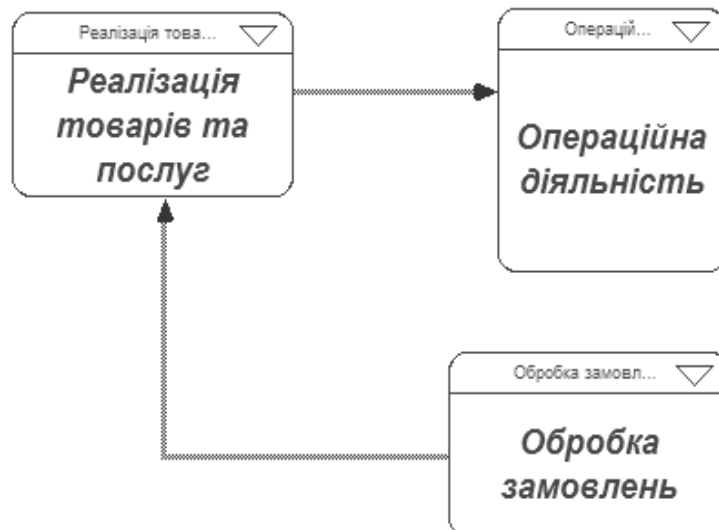 Реалізація това...
Реалізація
товарів та
послуг
Операцій...
Операційна
діяльність
Обробка замовл...
Обробка
замовлень